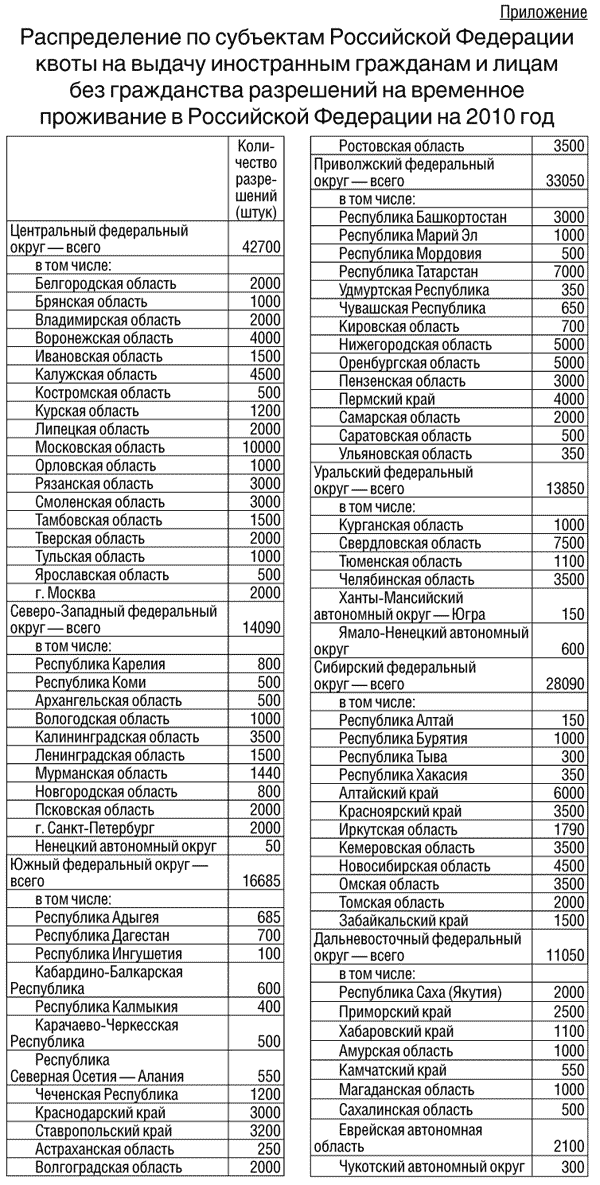 Приложение
Распределение по субъектам Российской Федерации
квоты на выдачу иностранным гражданам и лицам
без гражданства разрешений на временное
проживание в Российской Федерации на 2010 год
Коли-
чество
разре-
шений
(штук)
Центральный федеральный
округ — всего 42700
в том числе:
Белгородская область 2000
Брянская область 1000
Владимирская область 2000
Воронежская область 4000
Ивановская область 1500
Калужская область 4500
Костромская область 500
Курская область 1200
Липецкая область 2000
Московская область 10000
Орловская область 1000
Рязанская область 3000
Смоленская область 3000
Тамбовская область 1500
Тверская область 2000
Тульская область 1000
Ярославская область 500
г. Москва 2000
Северо-Западный федеральный
округ — всего 14090
в том числе:
Республика Карелия 800
Республика Коми 500
Архангельская область 500
Вологодская область 1000
Калининградская область 3500
Ленинградская область 1500
Мурманская область 1440
Новгородская область 800
Псковская область 2000
г. Санкт-Петербург 2000
Ненецкий автономный округ 50
Южный федеральный округ —
всего 16685
в том числе:
Республика Адыгея 685
Республика Дагестан 700
Республика Ингушетия 100
Кабардино-Балкарская
Республика 600
Республика Калмыкия 400
Карачаево-Черкесская
Республика 500
Республика
Северная Осетия — Алания 550
Чеченская Республика 1200
Краснодарский край 3000
Ставропольский край 3200
Астраханская область 250
Волгоградская область 2000
Ростовская область 3500
Приволжский федеральный
округ — всего 33050
в том числе:
Республика Башкортостан 3000
Республика Марий Эл 1000
Республика Мордовия 500
Республика Татарстан 7000
Удмуртская Республика 350
Чувашская Республика 650
Кировская область 700
Нижегородская область 5000
Оренбургская область 5000
Пензенская область 3000
Пермский край 4000
Самарская область 2000
Саратовская область 500
Ульяновская область 350
Уральский федеральный
округ — всего 13850
в том числе:
Курганская область 1000
Свердловская область 7500
Тюменская область 1100
Челябинская область 3500
Ханты-Мансийский
автономный округ — Югра 150
Ямало-Ненецкий автономный
округ 600
Сибирский федеральный
округ — всего 28090
в том числе:
Республика Алтай 150
Республика Бурятия 1000
Республика Тыва 300
Республика Хакасия 350
Алтайский край 6000
Красноярский край 3500
Иркутская область 1790
Кемеровская область 3500
Новосибирская область 4500
Омская область 3500
Томская область 2000
Забайкальский край 1500
Дальневосточный федеральный
округ — всего 11050
в том числе:
Республика Саха (Якутия) 2000
Приморский край 2500
Хабаровский край 1100
Амурская область 1000
Камчатский край 550
Магаданская область 1000
Сахалинская область 500
Еврейская автономная
область 2100
Чукотский автономный округ 300